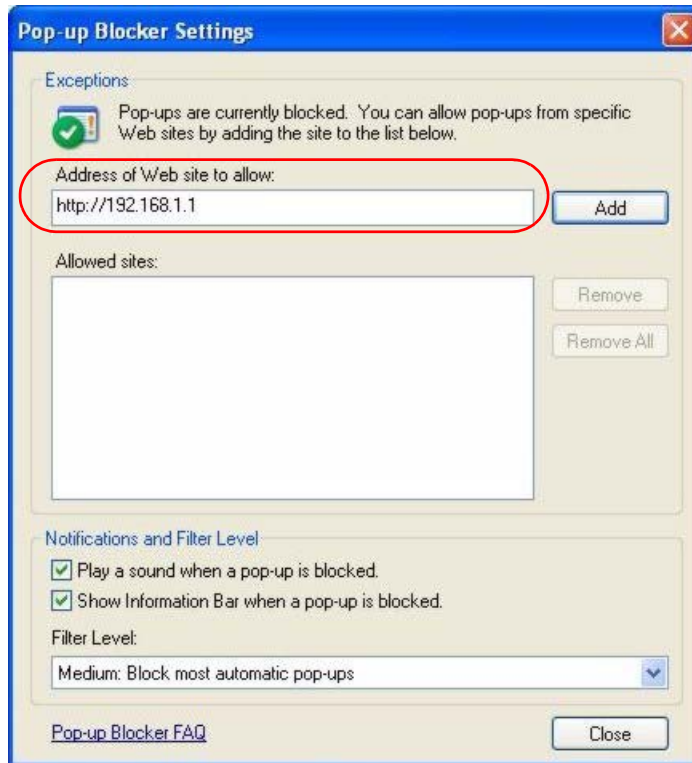 Pop-up Blocker Settings
Exceptions
Pop-ups are currently blocked. You can allow pop-ups from specific
Web sites by adding the site to the list below.
Address of Web site to allow:
http://192.168.1.1
Add
Allowed sites:
Remove
Remove All
Notifications and Filter Level
Play a sound when a pop-up is blocked.
Show Information Bar when a pop-up is blocked.
Filter Level:
Medium: Block most automatic pop-ups
Pop-up Blocker FAQ
Close